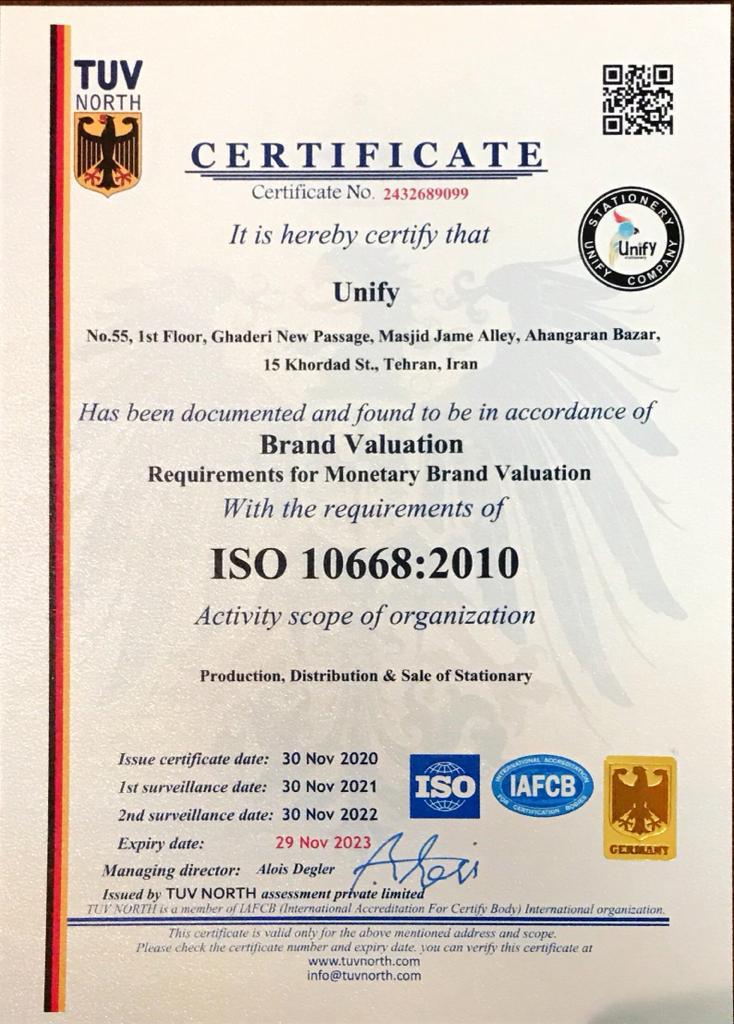 TUV
NORTH
CERTIFICATE
Certificate No. 2432689099
STATIONERY
Unify
stationery
UNIFY COMPANY
It is hereby certify that
Unify
No.55, 1st Floor, Ghaderi New Passage, Masjid Jame Alley, Ahangaran Bazar,
15 Khordad St., Tehran, Iran
Has been documented and found to be in accordance of
Brand Valuation
Requirements for Monetary Brand Valuation
With the requirements of
ISO 10668:2010
Activity scope of organization
Production, Distribution & Sale of Stationary
Issue certificate date: 30 Nov 2020
1st surveillance date: 30 Nov 2021
2nd surveillance date: 30 Nov 2022
Expiry date: 29 Nov 2023
ISO
INTERNATIONAL ACCREDITATION
IAFCB
FOR CERTIFICATION BODIES
GERMANY
Managing director: Alois Degler
Issued by TUV NORTH assessment private limited
TUV NORTH is a member of IAFCB (International Accreditation For Certify Body) International organization.
This certificate is valid only for the above mentioned address and scope.
Please check the certificate number and expiry date. you can verify this certificate at
www.tuvnorth.com
info@tuvnorth.com